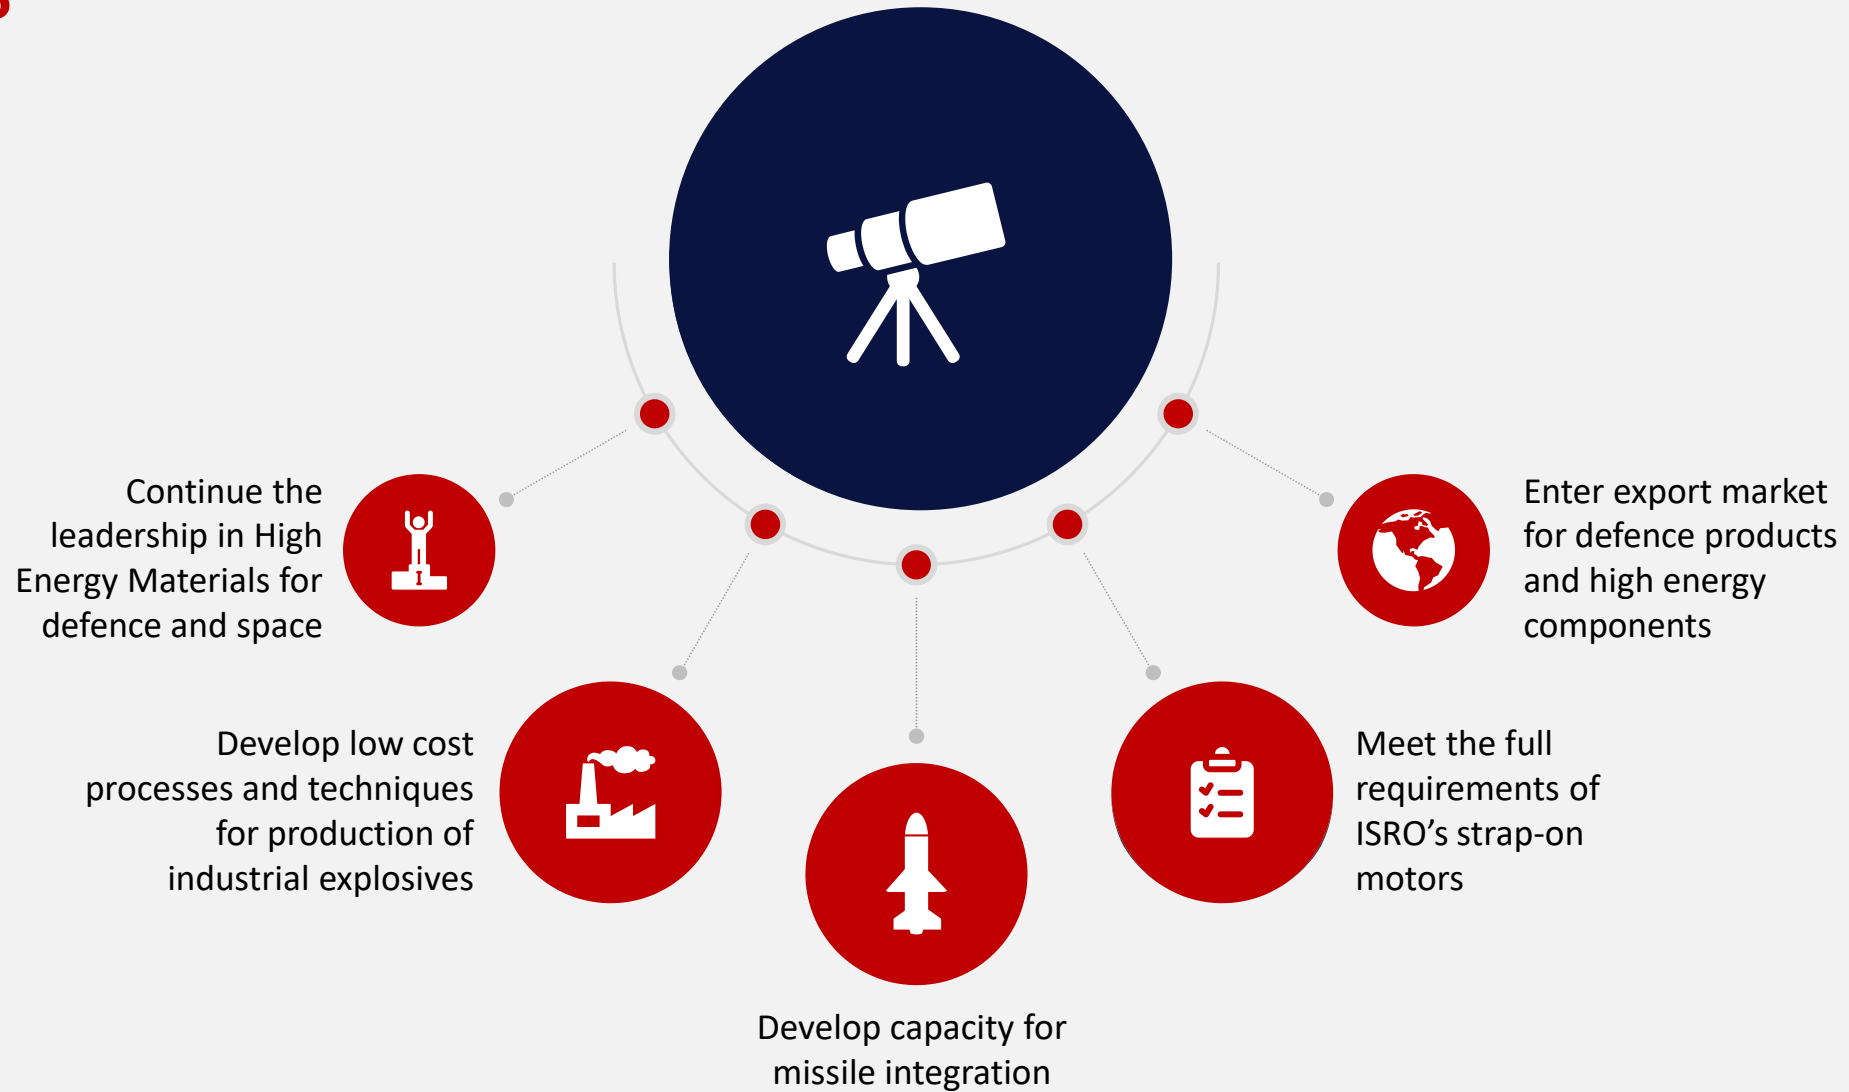 Continue the
leadership in High
Energy Materials for
defence and space
Develop low cost
processes and techniques
for production of
industrial explosives
Develop capacity for
missile integration
Meet the full
requirements of
ISRO’s strap-on
motors
Enter export market
for defence products
and high energy
components